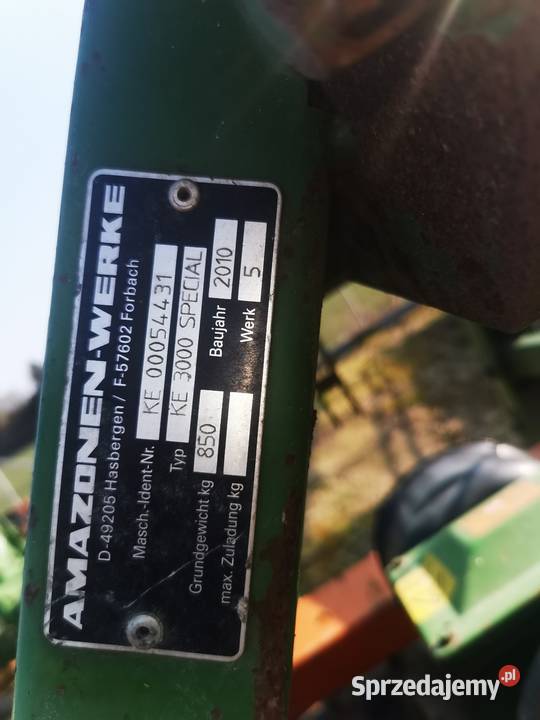 AMAZONEN-WERKE
D-49205 Hasbergen / F-57602 Forbach
Masch.-Ident-Nr. KE 00054431
Typ KE 3000 SPECIAL
Grundgewicht kg 850 Baujahr 2010
max. Zuladung kg Werk 5
Sprzedajemy.pl